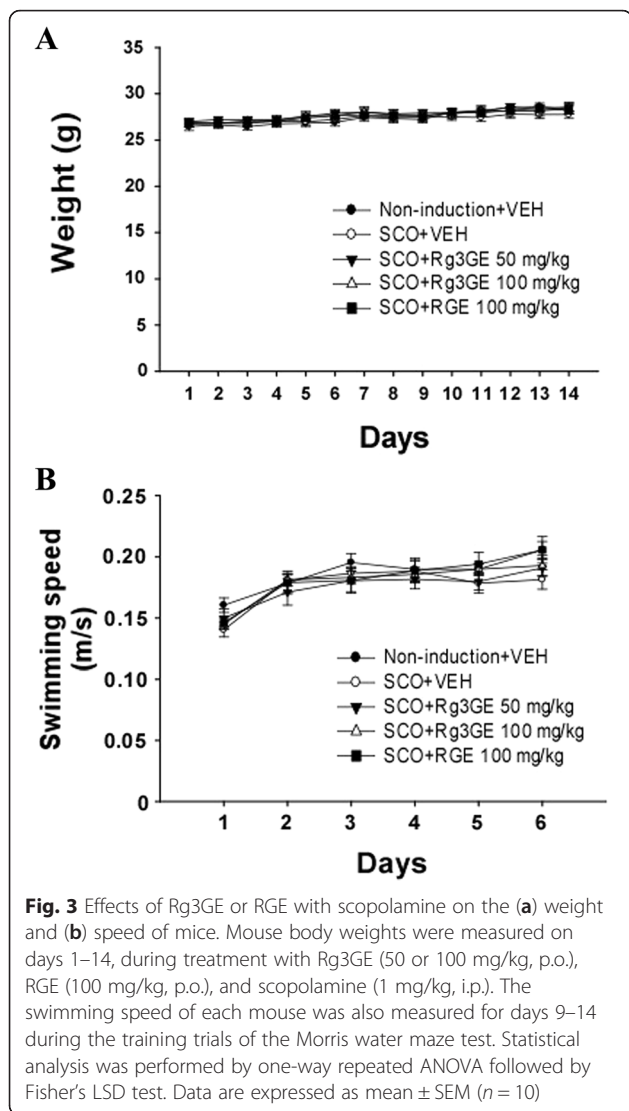 A
Weight (g)
35
30
25
20
15
10
5
0
Non-induction+VEH
SCO+VEH
SCO+Rg3GE 50 mg/kg
SCO+Rg3GE 100 mg/kg
SCO+RGE 100 mg/kg
1 2 3 4 5 6 7 8 9 10 11 12 13 14
Days
B
Swimming speed
(m/s)
0.25
0.20
0.15
0.10
0.05
0
Non-induction+VEH
SCO+VEH
SCO+Rg3GE 50 mg/kg
SCO+Rg3GE 100 mg/kg
SCO+RGE 100 mg/kg
1 2 3 4 5 6
Days
Fig. 3 Effects of Rg3GE or RGE with scopolamine on the (a) weight
and (b) speed of mice. Mouse body weights were measured on
days 1–14, during treatment with Rg3GE (50 or 100 mg/kg, p.o.),
RGE (100 mg/kg, p.o.), and scopolamine (1 mg/kg, i.p.). The
swimming speed of each mouse was also measured for days 9–14
during the training trials of the Morris water maze test. Statistical
analysis was performed by one-way repeated ANOVA followed by
Fisher's LSD test. Data are expressed as mean ± SEM (n = 10)